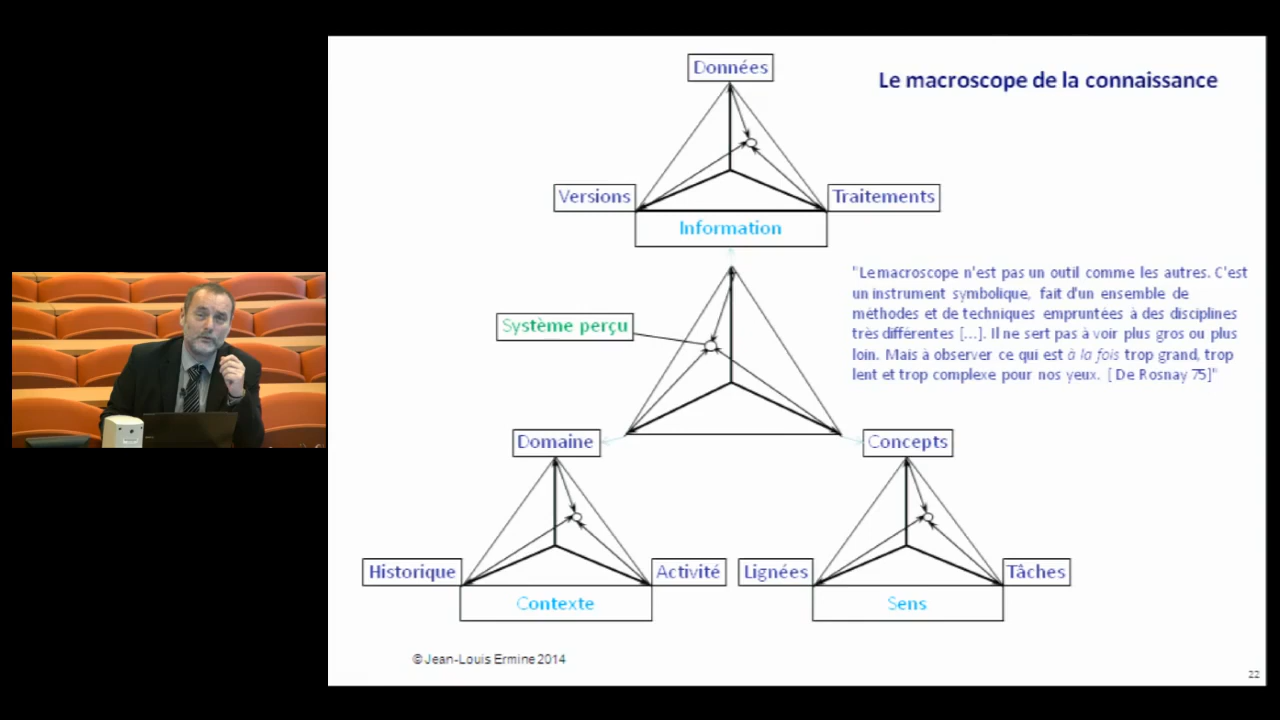 Données
Le macroscope de la connaissance
Versions
Traitements
Information
"Le macroscope n'est pas un outil comme les autres. C'est
un instrument symbolique, fait d'un ensemble de
méthodes et de techniques empruntées à des disciplines
très différentes [...]. Il ne sert pas à voir plus gros ou plus
loin. Mais à observer ce qui est à la fois trop grand, trop
lent et trop complexe pour nos yeux. [ De Rosnay 75]"
Système perçu
Domaine
Concepts
Historique
Activité
Lignées
Tâches
Contexte
Sens
© Jean-Louis Ermine 2014
22